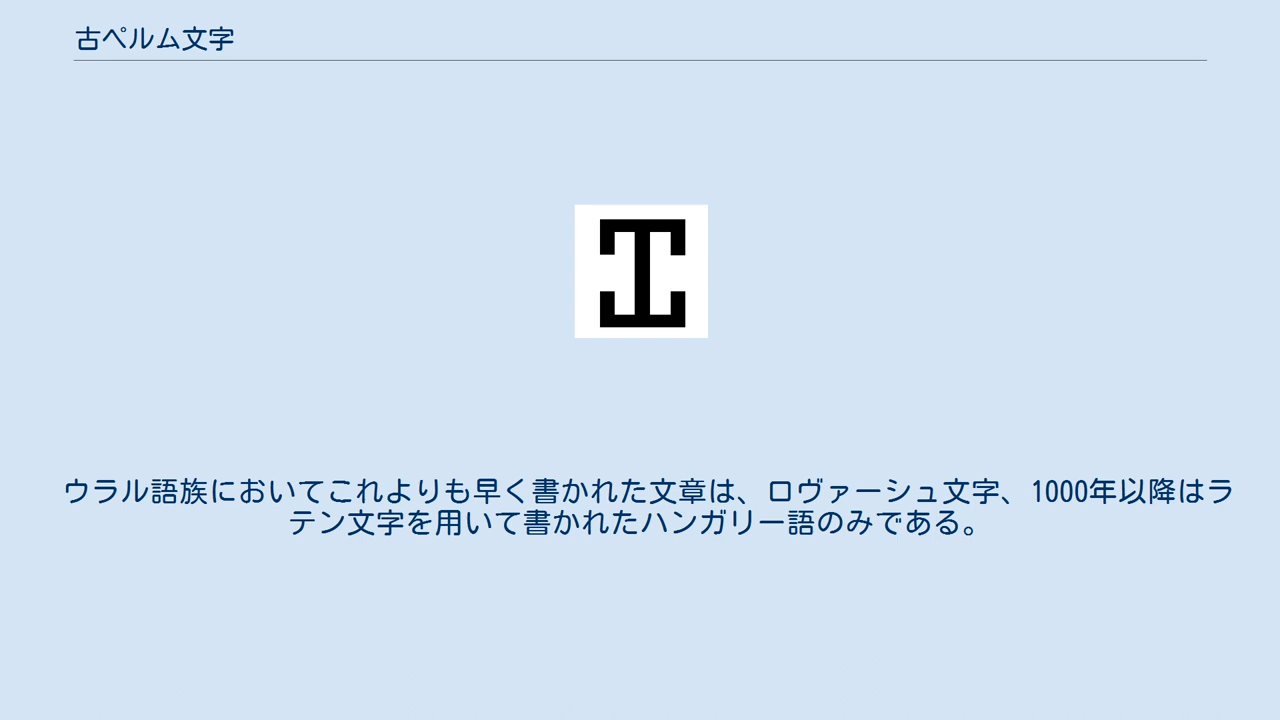 古ペルム文字
ウラル語族においてこれよりも早く書かれた文章は、ロヴァーシュ文字、1000年以降はラ
テン文字を用いて書かれたハンガリー語のみである。